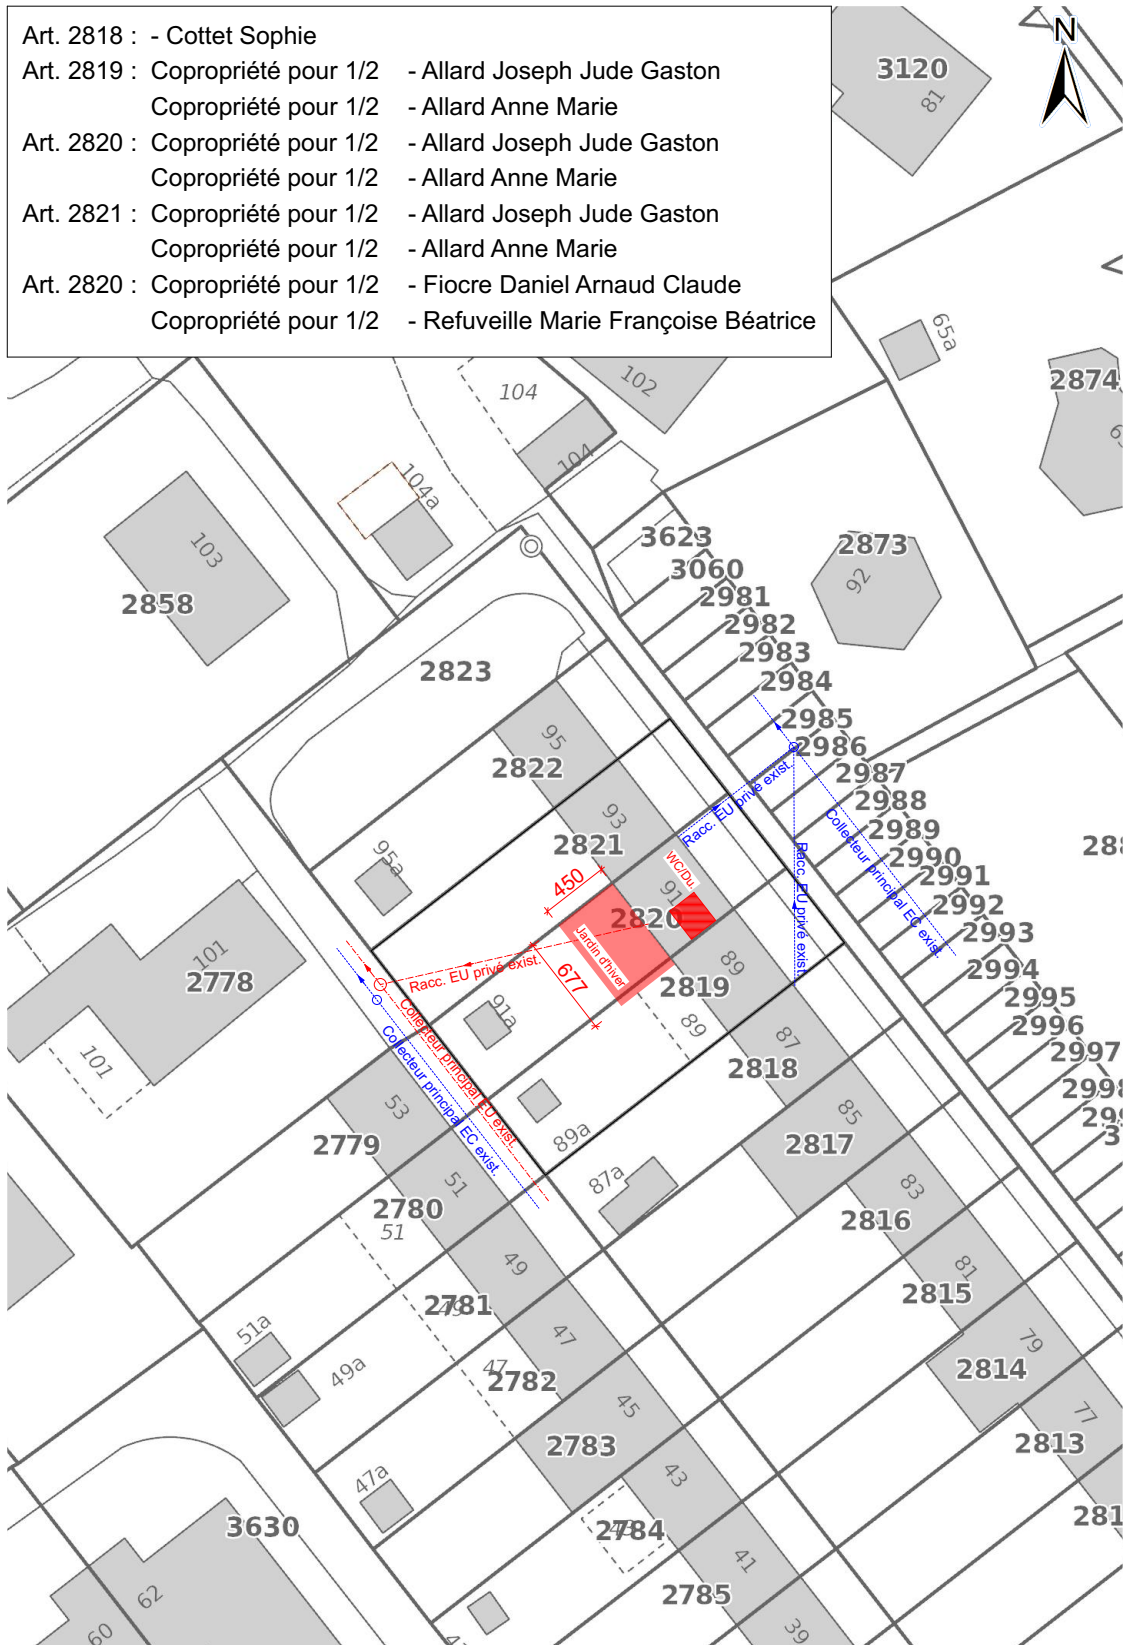 Art. 2818 : - Cottet Sophie
Art. 2819 : Copropriété pour 1/2 - Allard Joseph Jude Gaston
Copropriété pour 1/2 - Allard Anne Marie
Art. 2820 : Copropriété pour 1/2 - Allard Joseph Jude Gaston
Copropriété pour 1/2 - Allard Anne Marie
Art. 2821 : Copropriété pour 1/2 - Allard Joseph Jude Gaston
Copropriété pour 1/2 - Allard Anne Marie
Art. 2820 : Copropriété pour 1/2 - Fiocre Daniel Arnaud Claude
Copropriété pour 1/2 - Refuveille Marie Françoise Béatrice
N
3120
81
65a
102
104
2874
104
104a
103
3623
2873
3060
92
2858
2981
2982
2983
2823
2984
2985
95
2986
2822
2987
Racc. EU privé exist.
2988
93
Collecteur principal EC exist.
2989
2821
95a
2990
WC/Du.
2991
450
91
2992
Racc. EU privé exist.
2820
2993
101
Jardin d'hiver
89
2994
2778
Racc. EU privé exist.
677
2819
2995
91a
89
2996
Collecteur principal EU exist.
87
2997
101
Collecteur principal EC exist.
2818
2998
53
85
89a
2779
2817
87a
51
83
2780
51
2816
49
81
2781
49
2815
51a
47
79
49a
47
2782
2814
45
77
2783
2813
47a
43
3630
2784
43
41
62
2785
60
39